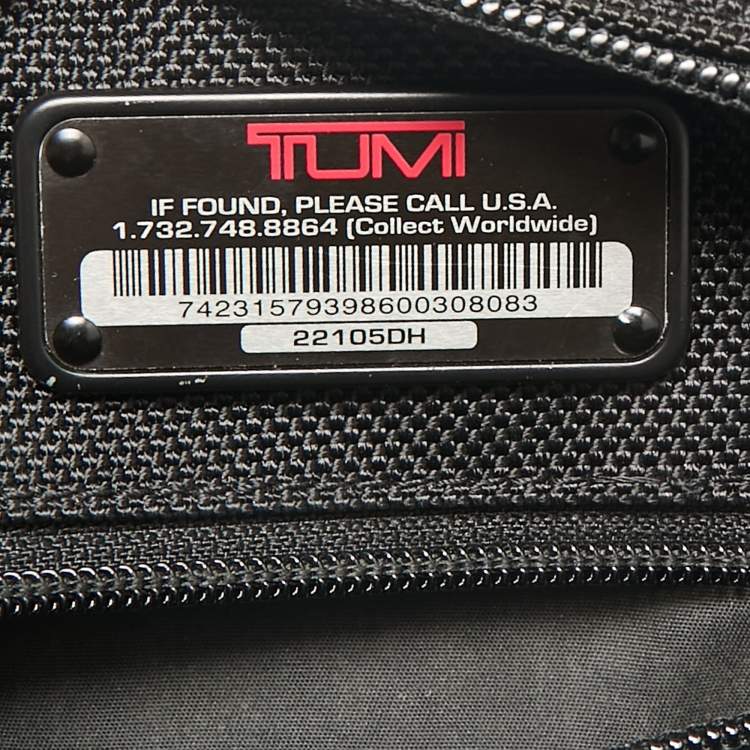 TUMI
IF FOUND, PLEASE CALL U.S.A.
1.732.748.8864 (Collect Worldwide)
74231579398600308083
22105DH